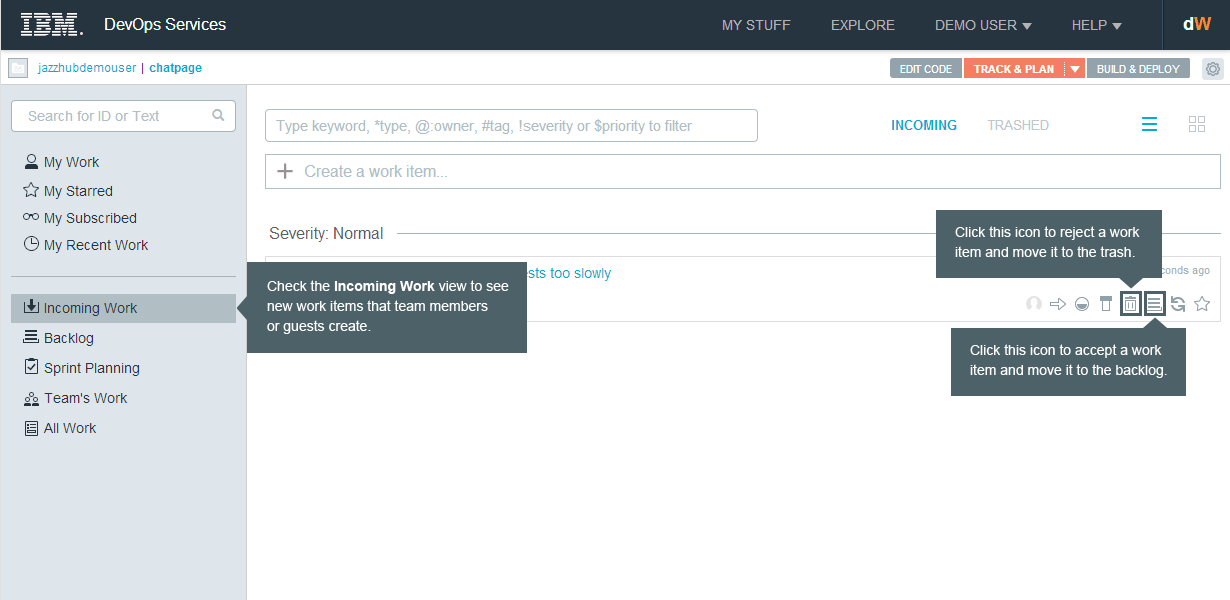 IBM. DevOps Services MY STUFF EXPLORE DEMO USER HELP dW
jazzhubdemouser | chatpage EDIT CODE TRACK & PLAN BUILD & DEPLOY
Search for ID or Text
My Work
My Starred
My Subscribed
My Recent Work
Incoming Work
Backlog
Sprint Planning
Team's Work
All Work
Type keyword, *type, @:owner, #tag, !severity or $priority to filter
INCOMING TRASHED
Create a work item...
Severity: Normal
too slowly
ago
Check the Incoming Work view to see
new work items that team members
or guests create.
Click this icon to reject a work
item and move it to the trash.
Click this icon to accept a work
item and move it to the backlog.